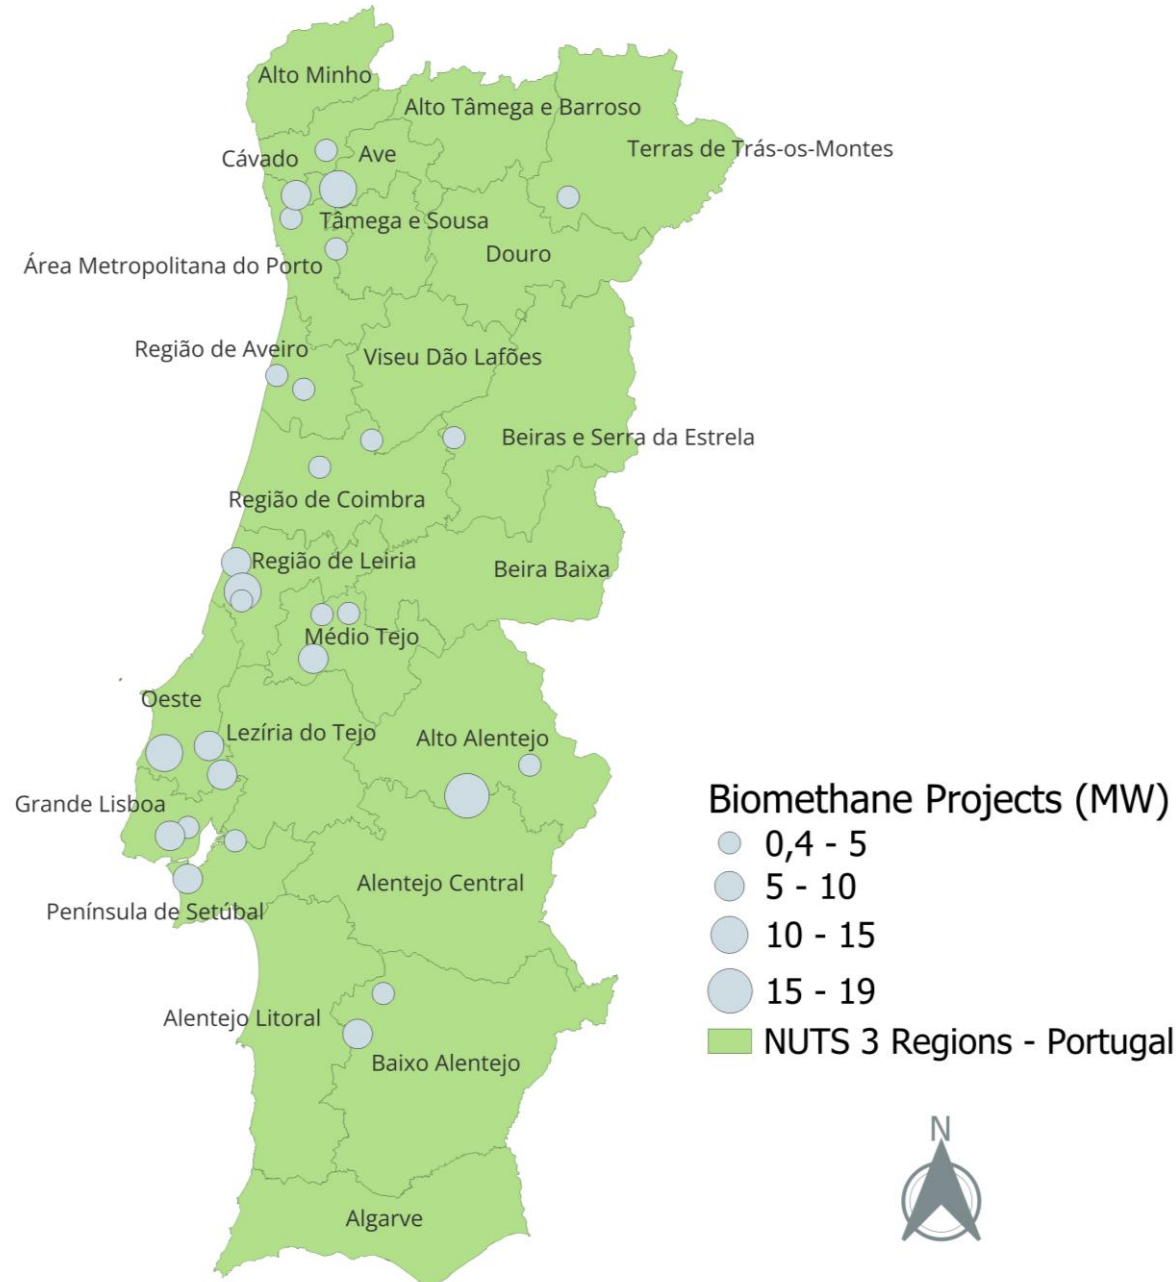 Alto Minho
Alto Tâmega e Barroso
Terras de Trás-os-Montes
Cávado
Ave
Tâmega e Sousa
Douro
Área Metropolitana do Porto
Região de Aveiro
Viseu Dão Lafões
Beiras e Serra da Estrela
Região de Coimbra
Região de Leiria
Beira Baixa
Médio Tejo
Oeste
Lezíria do Tejo
Alto Alentejo
Grande Lisboa
Alentejo Central
Península de Setúbal
Alentejo Litoral
Baixo Alentejo
Algarve
Biomethane Projects (MW)
0,4 - 5
5 - 10
10 - 15
15 - 19
NUTS 3 Regions - Portugal
N